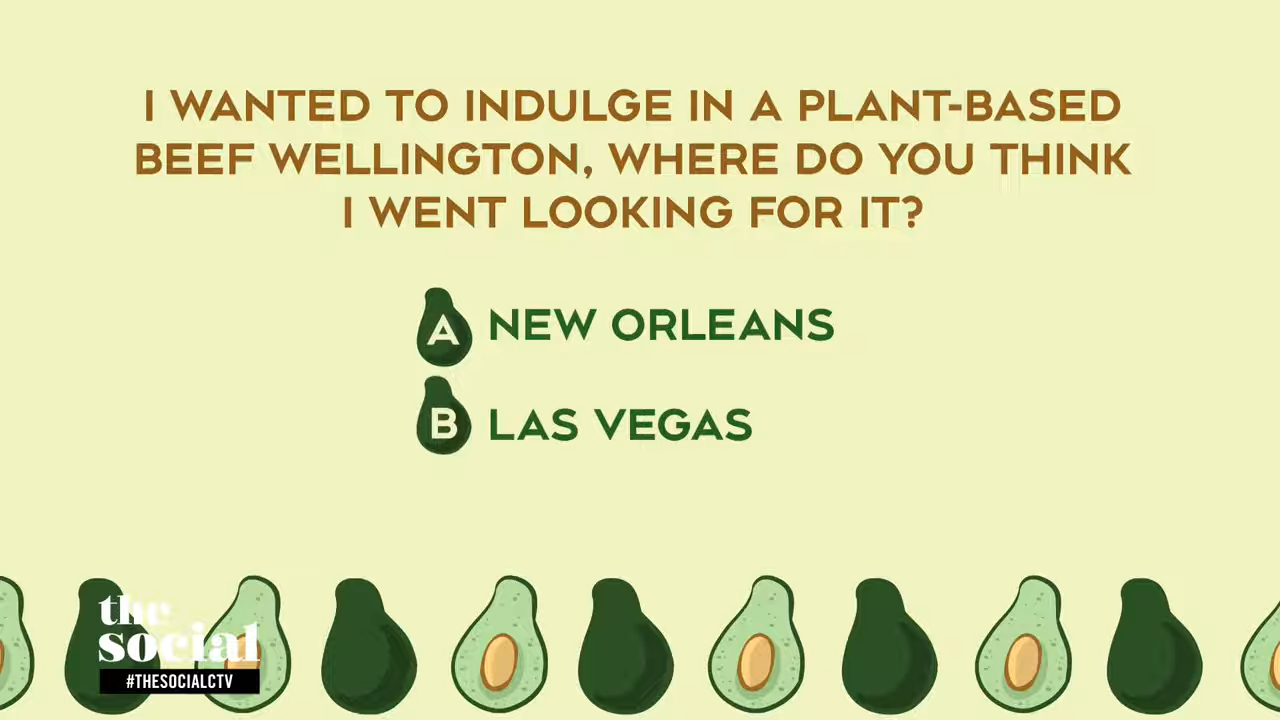 I WANTED TO INDULGE IN A PLANT-BASED
BEEF WELLINGTON, WHERE DO YOU THINK
I WENT LOOKING FOR IT?
A NEW ORLEANS
B LAS VEGAS
the
social
#THESOCIALCTV